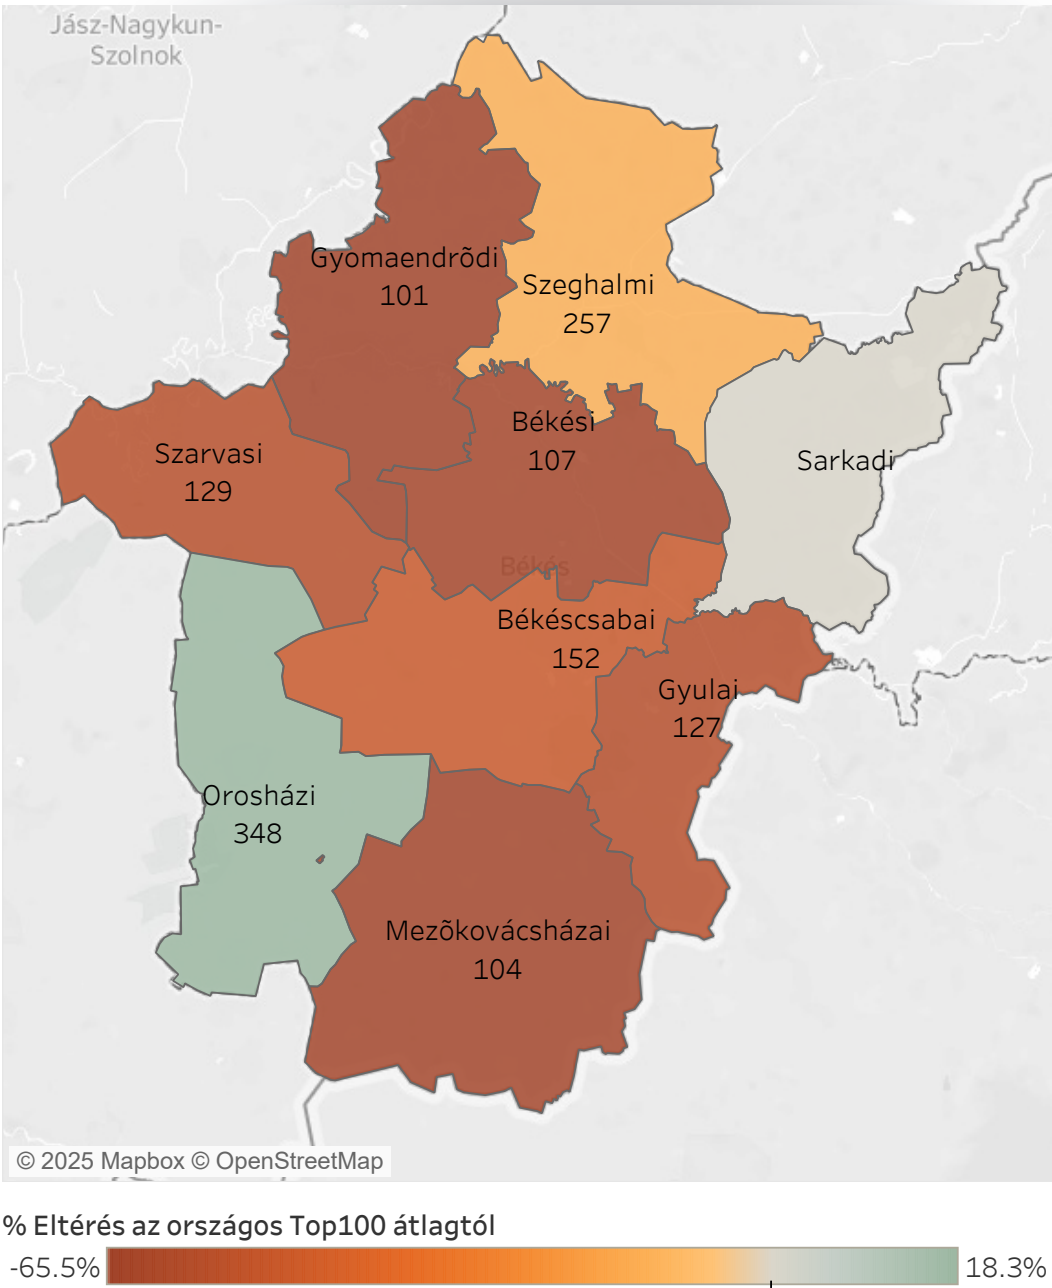 Jász-Nagykun-
Szolnok
Gyomaendrõdi
101
Szeghalmi
257
Békési
107
Szarvasi
129
Sarkadi
Békés
Békéscsabai
152
Gyulai
127
Orosházi
348
Mezõkovácsházai
104
© 2025 Mapbox © OpenStreetMap
% Eltérés az országos Top100 átlagtól
-65.5% 18.3%